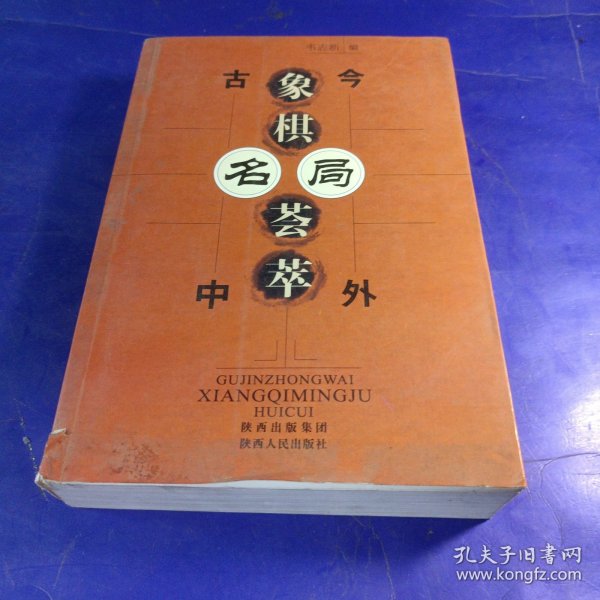 编
古 象 今
棋
名 局
荟
中 萃 外
GUJINZHONGWAI
XIANGQIMINGJU
HUICUI
陕西出版集团
陕西人民出版社
孔夫子旧书网
www.kongfz.com